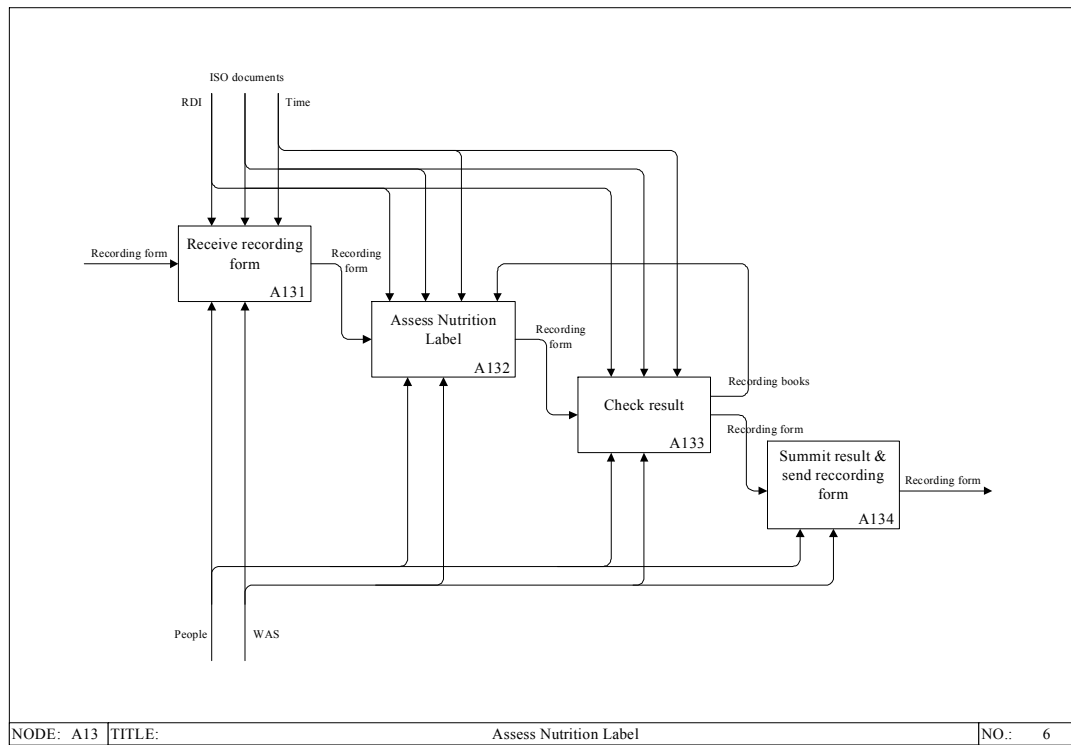 ISO documents
RDI
Time
Recording form
Receive recording
form
A131
Recording
form
Assess Nutrition
Label
A132
Recording
form
Check result
A133
Recording books
Recording form
Summit result &
send reccording
form
A134
Recording form
People
WAS
NODE: A13 TITLE: Assess Nutrition Label NO.: 6